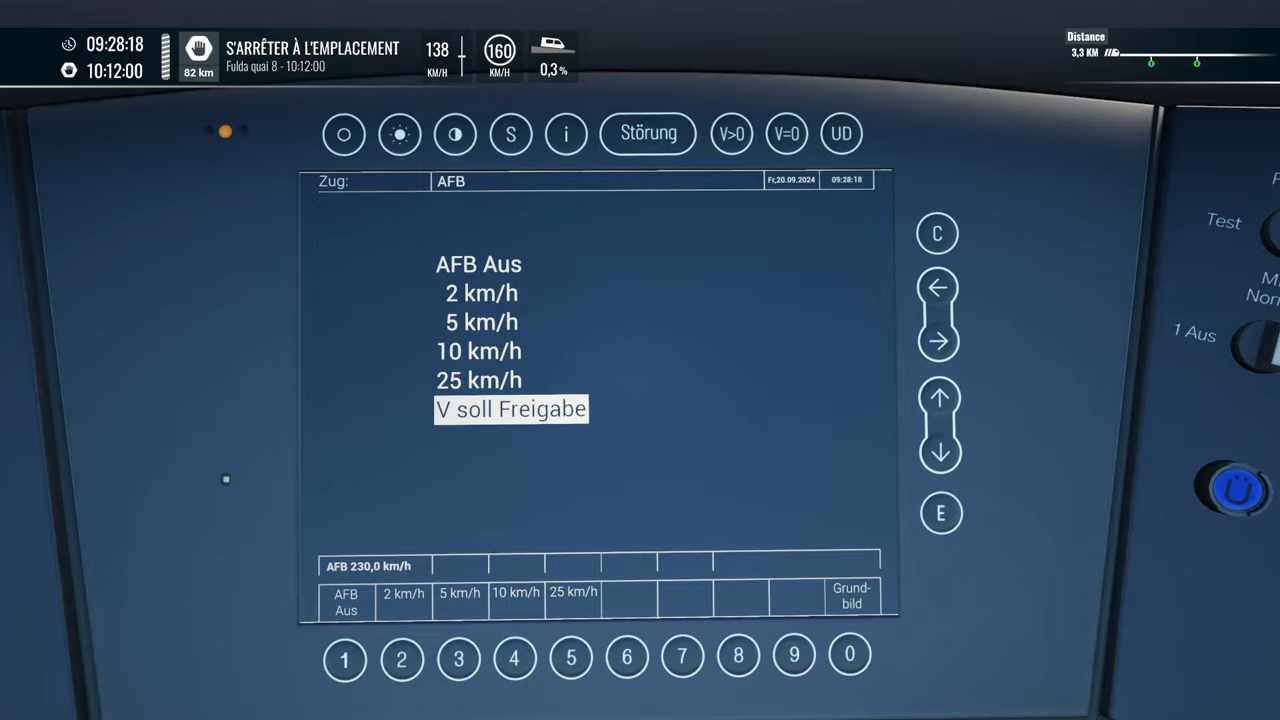 09:28:18
10:12:00
82 km
S'ARRÊTER À L'EMPLACEMENT
Fulda quai 8 - 10:12:00
138
KM/H
160
KM/H
0,3 %
Distance
3,3 KM
S
i
Störung
V>0
V=0
UD
Zug:
AFB
Fr,20.09.2024
09:28:18
AFB Aus
2 km/h
5 km/h
10 km/h
25 km/h
V soll Freigabe
C
E
Test
1 Aus
Ü
AFB 230,0 km/h
AFB Aus
2 km/h
5 km/h
10 km/h
25 km/h
Grund-
bild
1 2 3 4 5 6 7 8 9 0